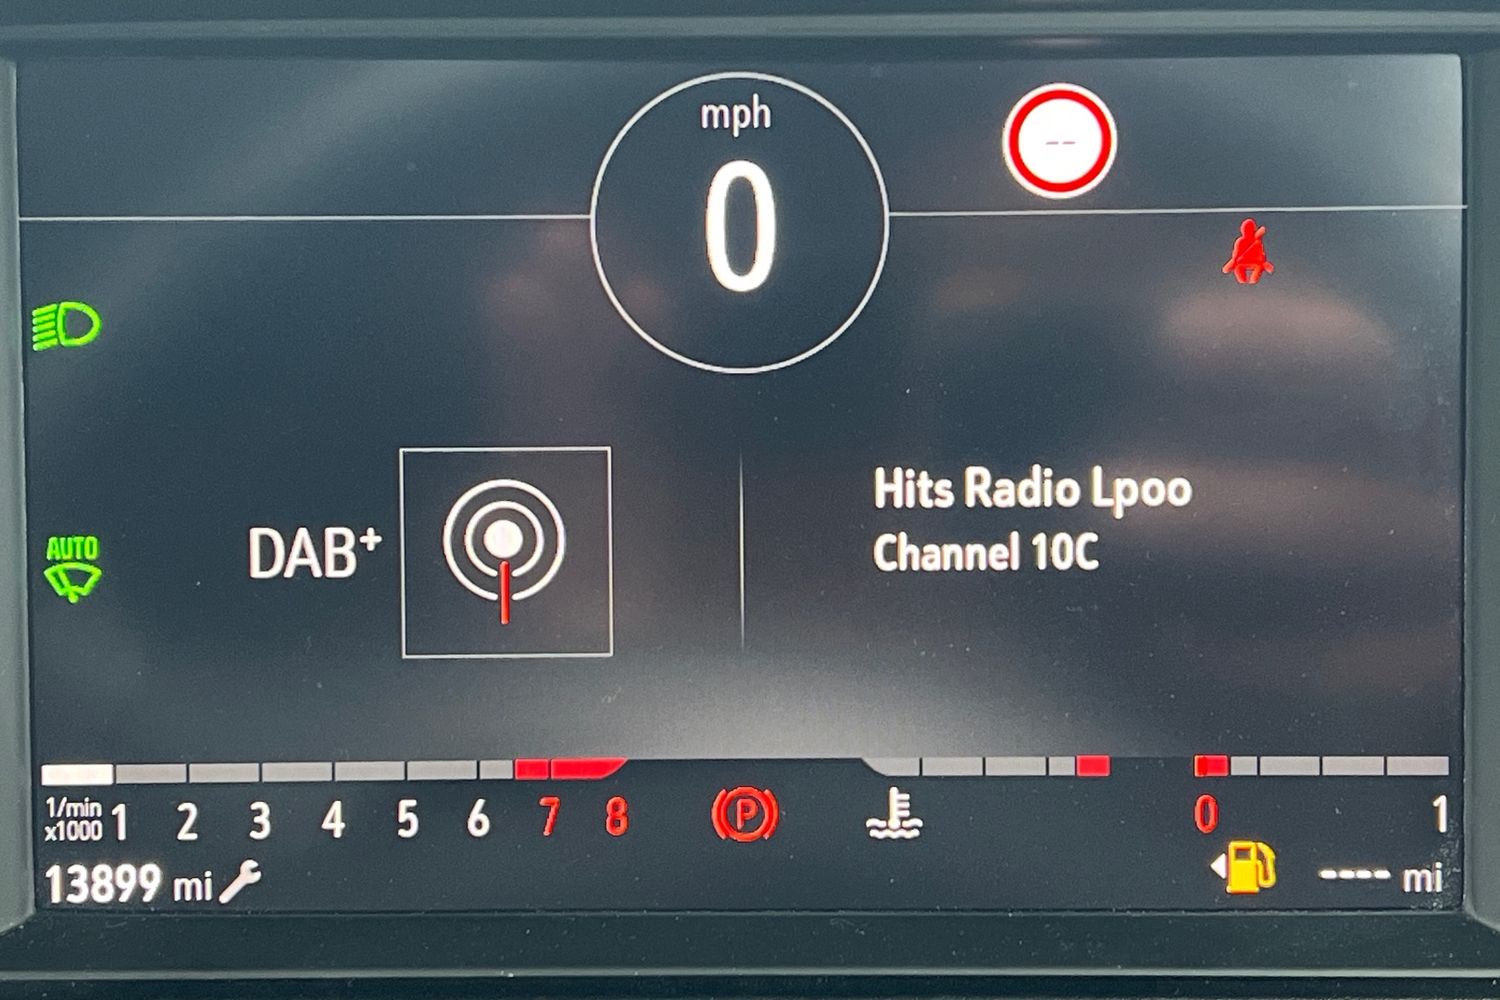 mph
0
--
AUTO
DAB+
Hits Radio Lpoo
Channel 10C
1/min
x1000
1 2 3 4 5 6 7 8
P
0 1
13899 mi
---- mi